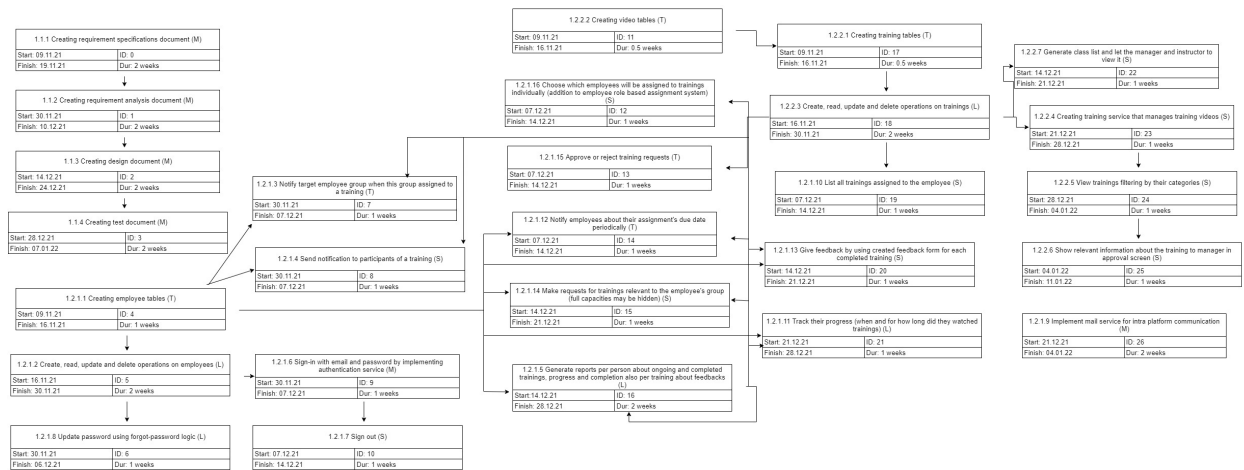 1.1.1 Creating requirement specifications document (M)
Start: 09.11.21 ID: 0
Finish: 19.11.21 Dur: 2 weeks
1.1.2 Creating requirement analysis document (M)
Start: 30.11.21 ID: 1
Finish: 10.12.21 Dur: 2 weeks
1.1.3 Creating design document (M)
Start: 14.12.21 ID: 2
Finish: 24.12.21 Dur: 2 weeks
1.1.4 Creating test document (M)
Start: 28.12.21 ID: 3
Finish: 07.01.22 Dur: 2 weeks
1.2.1.1 Creating employee tables (T)
Start: 09.11.21 ID: 4
Finish: 16.11.21 Dur: 1 weeks
1.2.1.2 Create, read, update and delete operations on employees (L)
Start: 16.11.21 ID: 5
Finish: 30.11.21 Dur: 2 weeks
1.2.1.8 Update password using forgot-password logic (L)
Start: 30.11.21 ID: 6
Finish: 06.12.21 Dur: 1 weeks
1.2.1.3 Notify target employee group when this group assigned to
a training (T)
Start: 30.11.21 ID: 7
Finish: 07.12.21 Dur: 1 weeks
1.2.1.4 Send notification to participants of a training (S)
Start: 30.11.21 ID: 8
Finish: 07.12.21 Dur: 1 weeks
1.2.1.6 Sign-in with email and password by implementing
authentication service (M)
Start: 30.11.21 ID: 9
Finish: 07.12.21 Dur: 1 weeks
1.2.1.7 Sign out (S)
Start: 07.12.21 ID: 10
Finish: 14.12.21 Dur: 1 weeks
1.2.2.2 Creating video tables (T)
Start: 09.11.21 ID: 11
Finish: 16.11.21 Dur: 0.5 weeks
1.2.1.16 Choose which employees will be assigned to trainings
individually (addition to employee role based assignment system)
(S)
Start: 07.12.21 ID: 12
Finish: 14.12.21 Dur: 1 weeks
1.2.1.15 Approve or reject training requests (T)
Start: 07.12.21 ID: 13
Finish: 14.12.21 Dur: 1 weeks
1.2.1.12 Notify employees about their assignment's due date
periodically (T)
Start: 07.12.21 ID: 14
Finish: 14.12.21 Dur: 1 weeks
1.2.1.14 Make requests for trainings relevant to the employee's group
(full capacities may be hidden) (S)
Start: 14.12.21 ID: 15
Finish: 21.12.21 Dur: 1 weeks
1.2.1.5 Generate reports per person about ongoing and completed
trainings, progress and completion also per training about feedbacks
(L)
Start:14.12.21 ID: 16
Finish: 28.12.21 Dur: 2 weeks
1.2.2.1 Creating training tables (T)
Start: 09.11.21 ID: 17
Finish: 16.11.21 Dur: 0.5 weeks
1.2.2.3 Create, read, update and delete operations on trainings (L)
Start: 16.11.21 ID: 18
Finish: 30.11.21 Dur: 2 weeks
1.2.1.10 List all trainings assigned to the employee (S)
Start: 07.12.21 ID: 19
Finish: 14.12.21 Dur: 1 weeks
1.2.1.13 Give feedback by using created feedback form for each
completed training (S)
Start: 14.12.21 ID: 20
Finish: 21.12.21 Dur: 1 weeks
1.2.1.11 Track their progress (when and for how long did they watched
trainings) (L)
Start: 21.12.21 ID: 21
Finish: 28.12.21 Dur: 1 weeks
1.2.2.7 Generate class list and let the manager and instructor to
view it (S)
Start: 14.12.21 ID: 22
Finish: 21.12.21 Dur: 1 weeks
1.2.2.4 Creating training service that manages training videos (S)
Start: 21.12.21 ID: 23
Finish: 28.12.21 Dur: 1 weeks
1.2.2.5 View trainings filtering by their categories (S)
Start: 28.12.21 ID: 24
Finish: 04.01.22 Dur: 1 weeks
1.2.2.6 Show relevant information about the training to manager in
approval screen (S)
Start: 04.01.22 ID: 25
Finish: 11.01.22 Dur: 1 weeks
1.2.1.9 Implement mail service for intra platform communication
(M)
Start: 21.12.21 ID: 26
Finish: 04.01.22 Dur: 2 weeks